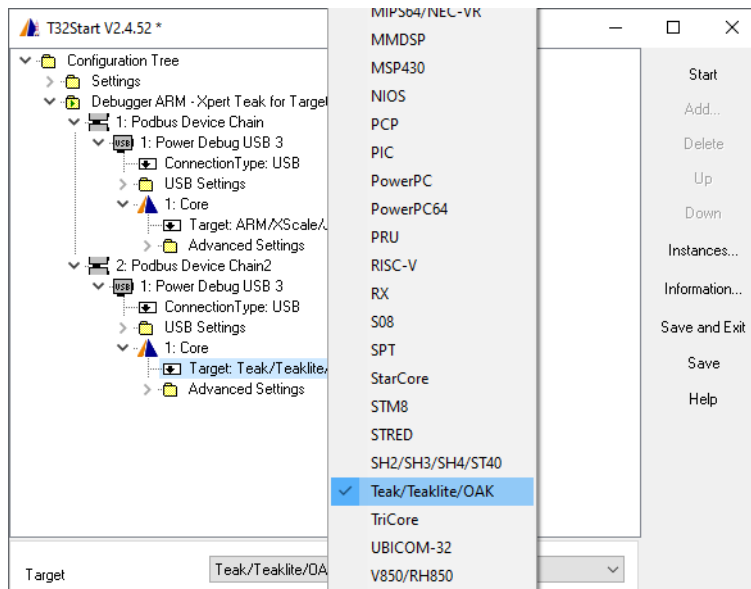 T32Start V2.4.52 *
Configuration Tree
Settings
Debugger ARM - Xpert Teak for Target
1: Podbus Device Chain
1: Power Debug USB 3
ConnectionType: USB
USB Settings
1: Core
Target: ARM/XScale/
Advanced Settings
2: Podbus Device Chain2
1: Power Debug USB 3
ConnectionType: USB
USB Settings
1: Core
Target: Teak/Teaklite/
Advanced Settings
MIPS64/NEC-VR
MMDSP
MSP430
NIOS
PCP
PIC
PowerPC
PowerPC64
PRU
RISC-V
RX
S08
SPT
StarCore
STM8
STRED
SH2/SH3/SH4/ST40
Teak/Teaklite/OAK
TriCore
UBICOM-32
V850/RH850
Start
Add...
Delete
Up
Down
Instances...
Information...
Save and Exit
Save
Help
Target
Teak/Teaklite/OA